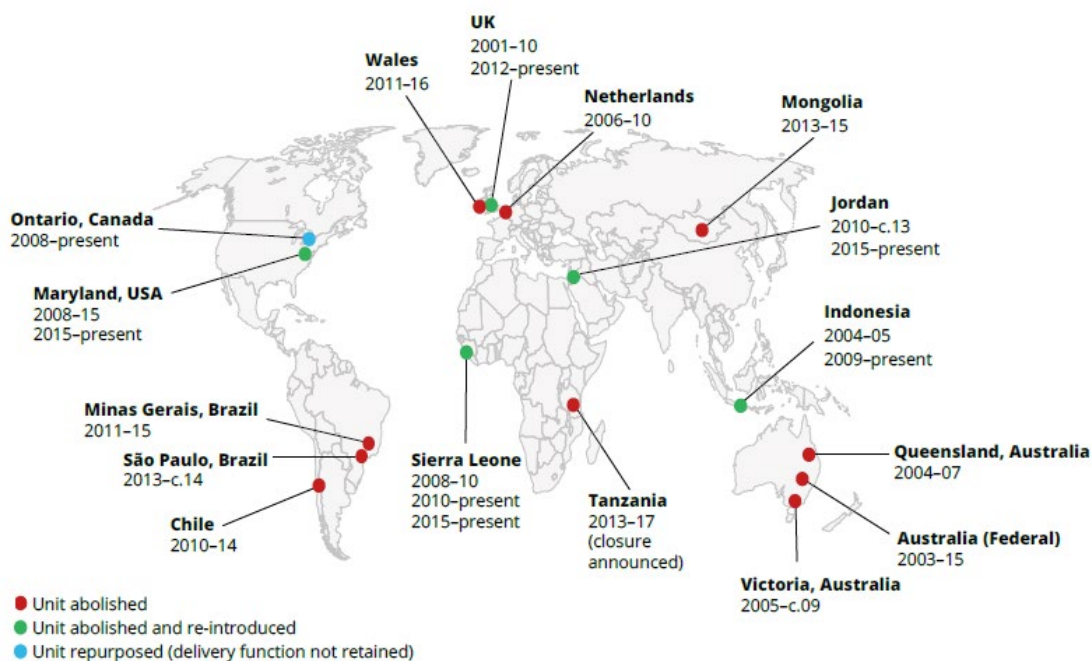 UK
2001–10
2012–present
Wales
2011–16
Netherlands
2006–10
Mongolia
2013–15
Ontario, Canada
2008–present
Jordan
2010–c.13
2015–present
Maryland, USA
2008–15
2015–present
Indonesia
2004–05
2009–present
Minas Gerais, Brazil
2011–15
São Paulo, Brazil
2013–c.14
Chile
2010–14
Sierra Leone
2008–10
2010–present
2015–present
Tanzania
2013–17
(closure
announced)
Queensland, Australia
2004–07
Australia (Federal)
2003–15
Victoria, Australia
2005–c.09
Unit abolished
Unit abolished and re-introduced
Unit repurposed (delivery function not retained)